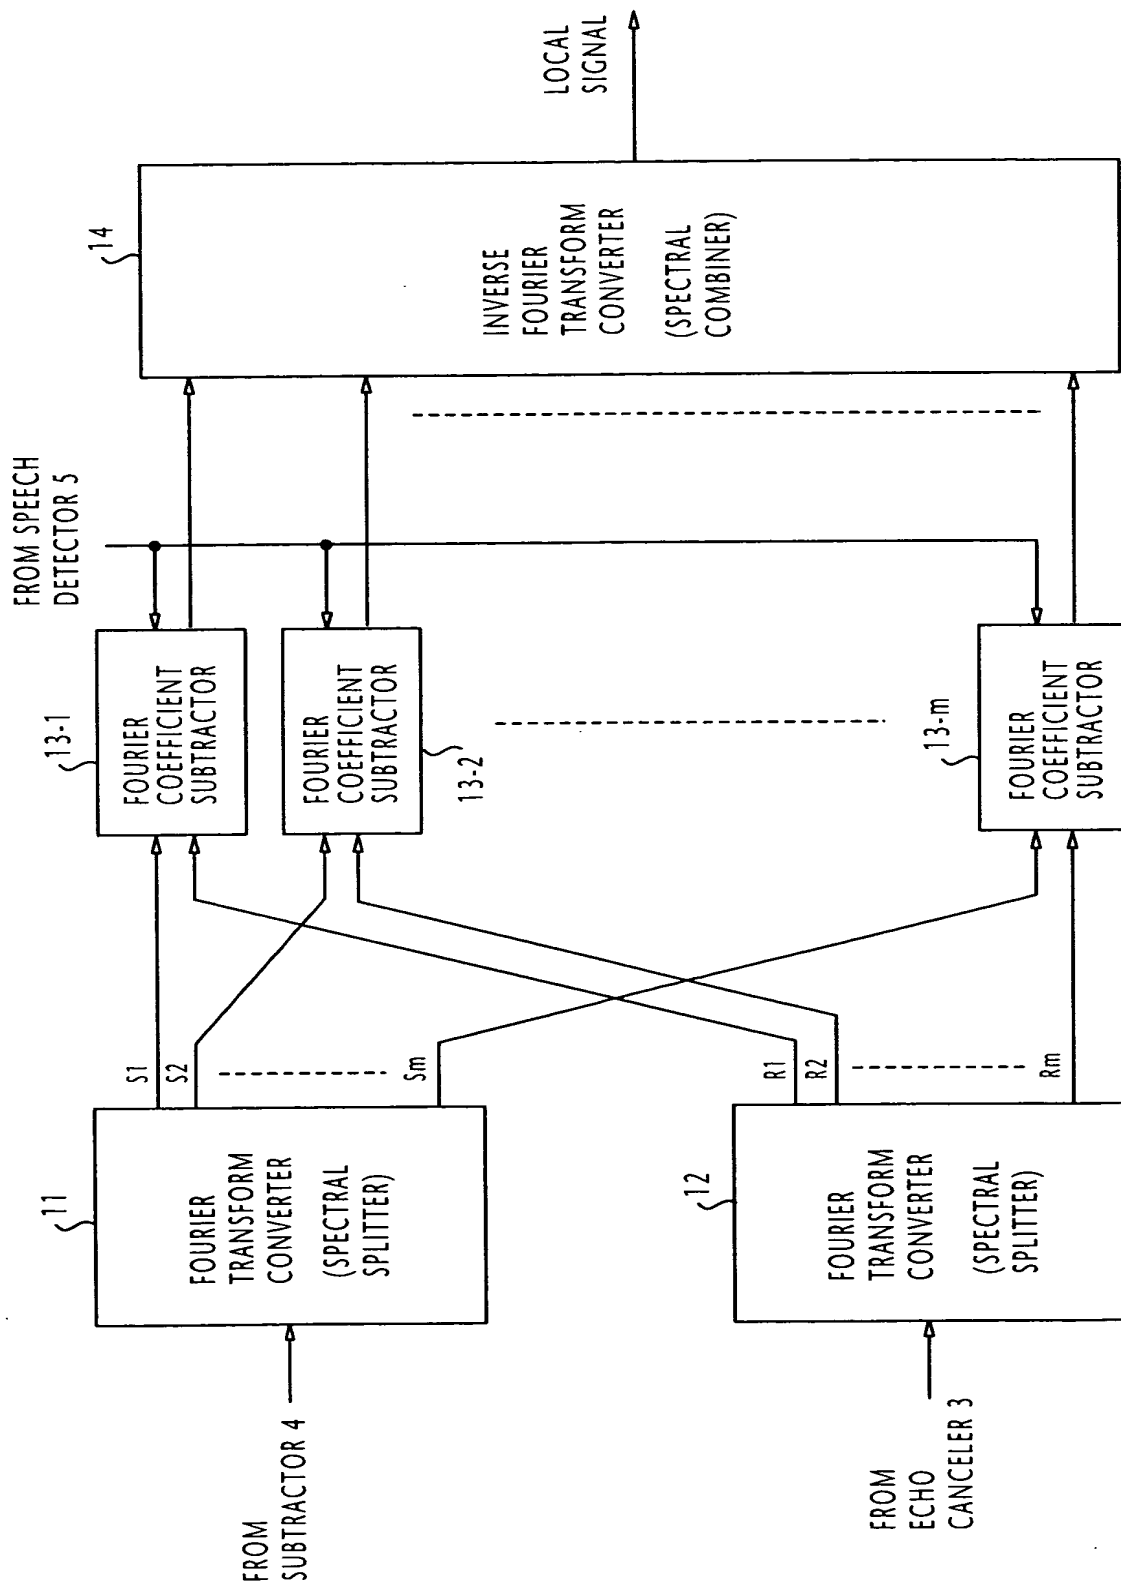 FROM
SUBTRACTOR 4
11
FOURIER
TRANSFORM
CONVERTER
(SPECTRAL
SPLITTER)
S1
S2
Sm
FROM
ECHO
CANCELER 3
12
FOURIER
TRANSFORM
CONVERTER
(SPECTRAL
SPLITTER)
R1
R2
Rm
13-1
FOURIER
COEFFICIENT
SUBTRACTOR
FOURIER
COEFFICIENT
SUBTRACTOR
13-2
13-m
FOURIER
COEFFICIENT
SUBTRACTOR
FROM SPEECH
DETECTOR 5
14
INVERSE
FOURIER
TRANSFORM
CONVERTER
(SPECTRAL
COMBINER)
LOCAL
SIGNAL